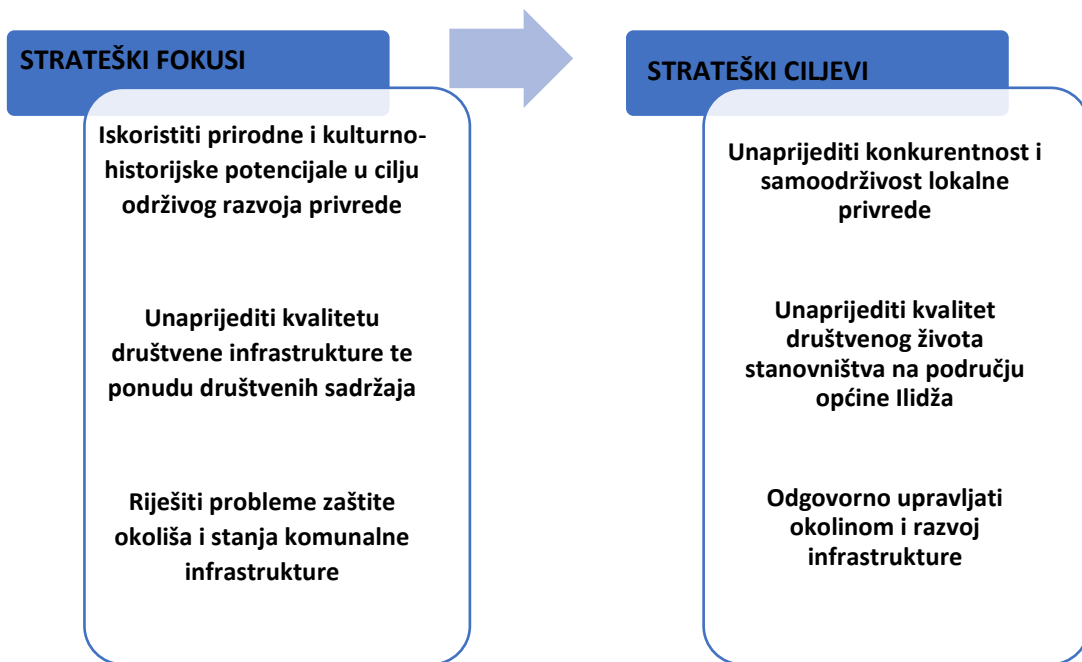 STRATEŠKI FOKUSI
Iskoristiti prirodne i kulturno-
historijske potencijale u cilju
održivog razvoja privrede
Unaprijediti kvalitetu
društvene infrastrukture te
ponudu društvenih sadržaja
Riješiti probleme zaštite
okoliša i stanja komunalne
infrastrukture
STRATEŠKI CILJEVI
Unaprijediti konkurentnost i
samoodrživost lokalne
privrede
Unaprijediti kvalitet
društvenog života
stanovništva na području
općine Ilidža
Odgovorno upravljati
okolinom i razvoj
infrastrukture